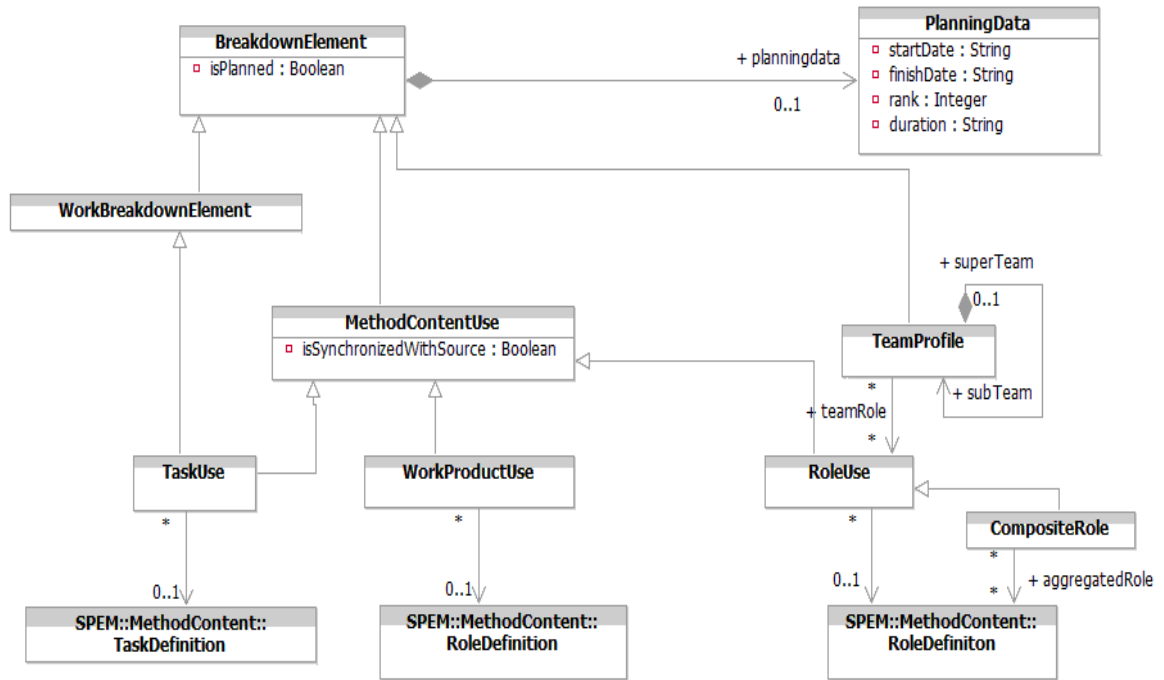 BreakdownElement
isPlanned : Boolean
+ planningdata
0..1
PlanningData
startDate : String
finishDate : String
rank : Integer
duration : String
WorkBreakdownElement
MethodContentUse
isSynchronizedWithSource : Boolean
+ superTeam
0..1
TeamProfile
*
+ subTeam
+ teamRole
*
TaskUse
*
0..1
WorkProductUse
*
0..1
RoleUse
*
0..1
CompositeRole
*
+ aggregatedRole
*
SPEM::MethodContent::
TaskDefinition
SPEM::MethodContent::
RoleDefinition
SPEM::MethodContent::
RoleDefiniton